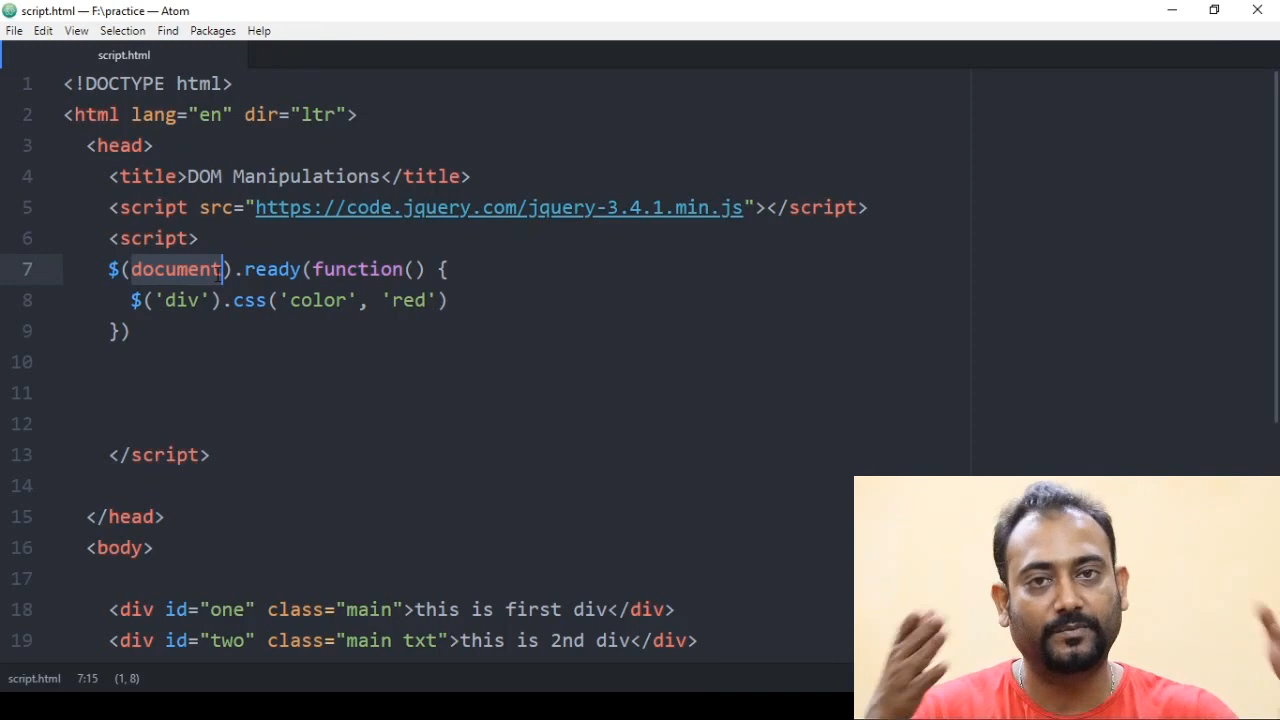 script.html — F:\practice — Atom
File Edit View Selection Find Packages Help
script.html
1 <!DOCTYPE html>
2 <html lang="en" dir="ltr">
3 <head>
4 <title>DOM Manipulations</title>
5 <script src="https://code.jquery.com/jquery-3.4.1.min.js"></script>
6 <script>
7 $(document).ready(function() {
8 $('div').css('color', 'red')
9 })
10
11
12
13 </script>
14
15 </head>
16 <body>
17
18 <div id="one" class="main">this is first div</div>
19 <div id="two" class="main txt">this is 2nd div</div>
script.html 7:15 (1, 8)